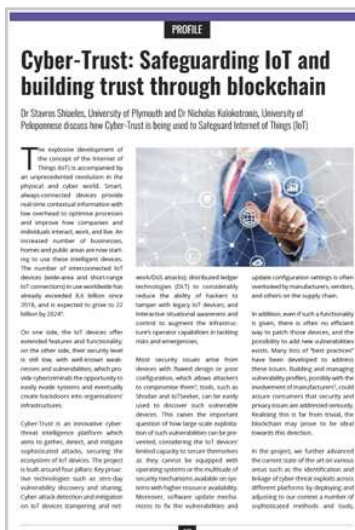 PROFILE
Cyber-Trust: Safeguarding IoT and
building trust through blockchain
Dr Stavros Shiaeles, University of Plymouth and Dr Nicholas Kolokotronis, University of
Peloponnese discuss how Cyber-Trust is being used to Safeguard Internet of Things (IoT)
The explosive development of
the concept of the Internet of
Things (IoT) is accompanied by
an unprecedented revolution in the
physical and cyber world. Smart,
always-connected devices provide
real-time contextual information with
low overhead to optimise processes
and improve how companies and
individuals interact, work, and live. An
increased number of businesses,
homes and public areas are now start-
ing to use these intelligent devices.
The number of interconnected IoT
devices (wide-area and short-range
IoT connections) in use worldwide has
already exceeded 8.6 billion since
2018, and is expected to grow to 22
billion by 2024¹.
On one side, the IoT devices offer
extended features and functionality;
on the other side, their security level
is still low, with well-known weak-
nesses and vulnerabilities, which pro-
vide cybercriminals the opportunity to
easily invade systems and eventually
create backdoors into organisations'
infrastructures.
Cyber-Trust is an innovative cyber-
threat intelligence platform which
aims to gather, detect, and mitigate
sophisticated attacks, securing the
ecosystem of IoT devices. The project
is built around four pillars: Key proac-
tive technologies such as zero-day
vulnerability discovery and sharing;
Cyber attack detection and mitigation
on IoT devices (tampering and net-
work/DoS attacks); distributed ledger
technologies (DLT) to considerably
reduce the ability of hackers to
tamper with legacy IoT devices; and
Interactive situational awareness and
control to augment the infrastruc-
ture's operator capabilities in tackling
risks and emergencies.
Most security issues arise from
devices with flawed design or poor
configuration, which allows attackers
to compromise them²; tools, such as
Shodan and IoTSeeker, can be easily
used to discover such vulnerable
devices. This raises the important
question of how large-scale exploita-
tion of such vulnerabilities can be pre-
vented, considering the IoT devices'
limited capacity to secure themselves
as they cannot be equipped with
operating systems or the multitude of
security mechanisms available on sys-
tems with higher resource availability.
Moreover, software update mecha-
nisms to fix the vulnerabilities and
update configuration settings is often
overlooked by manufacturers, vendors,
and others on the supply chain.
In addition, even if such a functionality
is given, there is often no efficient
way to patch those devices, and the
possibility to add new vulnerabilities
exists. Many lists of "best practices"
have been developed to address
these issues. Building and managing
vulnerability profiles, possibly with the
involvement of manufacturers³, could
assure consumers that security and
privacy issues are addressed seriously.
Realising this is far from trivial, the
blockchain may prove to be ideal
towards this direction.
In the project, we further advanced
the current state of the art on various
areas such as the identification and
linkage of cyber-threat exploits across
different platforms by deploying and
adjusting to our context a number of
sophisticated methods and tools,